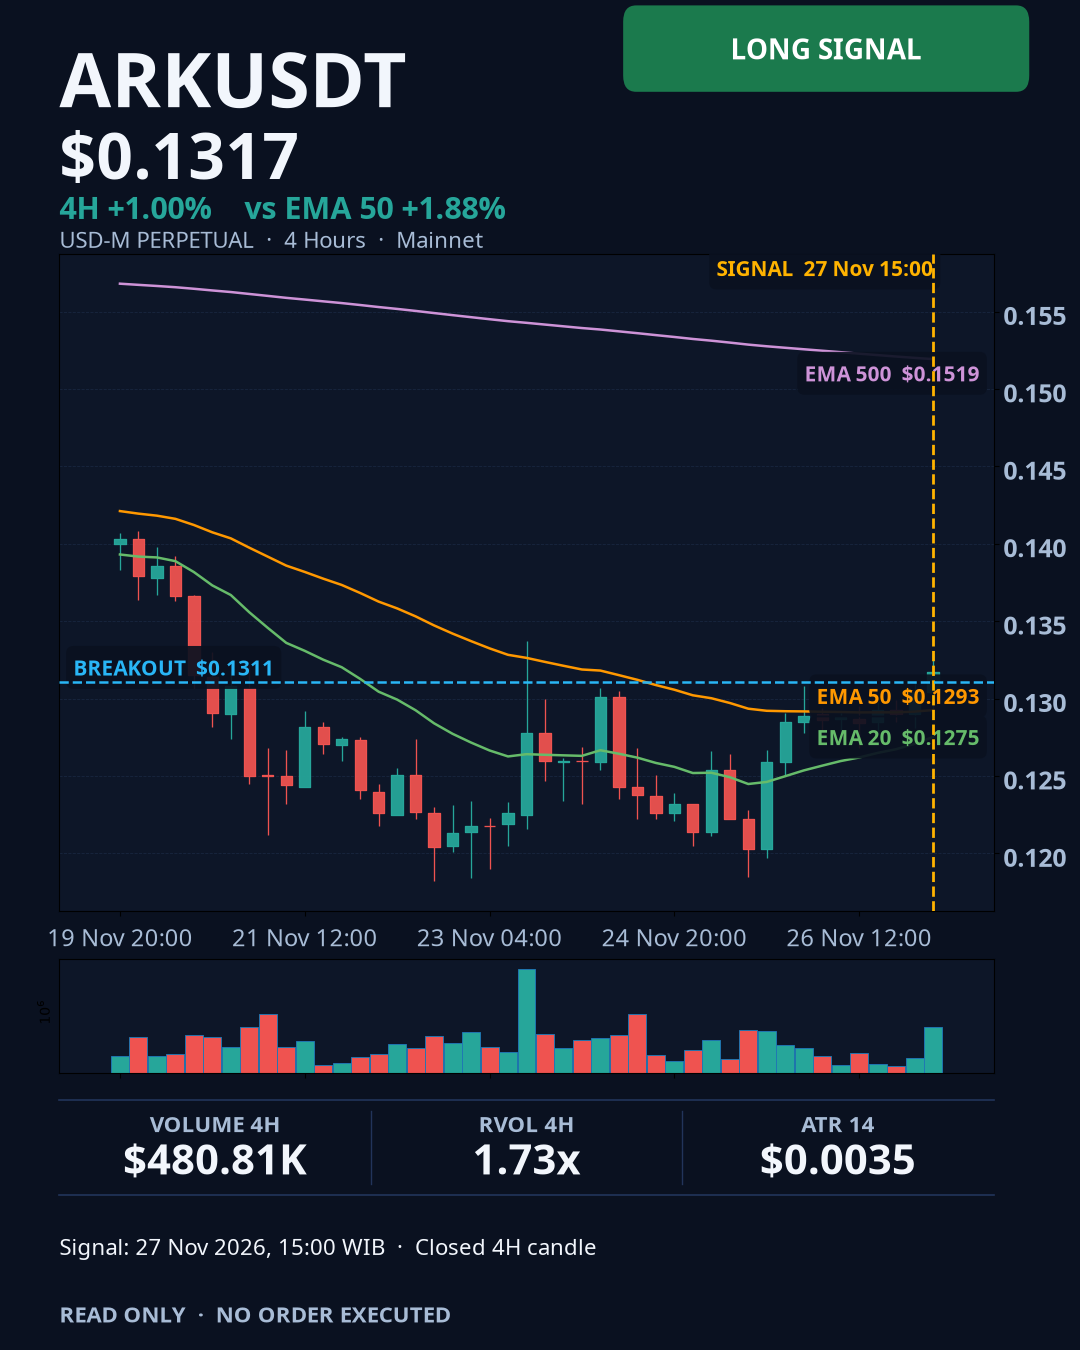 LONG SIGNAL
ARKUSDT
$0.1317
4H +1.00% vs EMA 50 +1.88%
USD-M PERPETUAL · 4 Hours · Mainnet
SIGNAL 27 Nov 15:00
0.155
EMA 500 $0.1519
0.150
0.145
0.140
0.135
BREAKOUT $0.1311
EMA 50 $0.1293
0.130
EMA 20 $0.1275
0.125
0.120
19 Nov 20:00 21 Nov 12:00 23 Nov 04:00 24 Nov 20:00 26 Nov 12:00
10⁶
VOLUME 4H RVOL 4H ATR 14
$480.81K 1.73x $0.0035
Signal: 27 Nov 2026, 15:00 WIB · Closed 4H candle
READ ONLY · NO ORDER EXECUTED